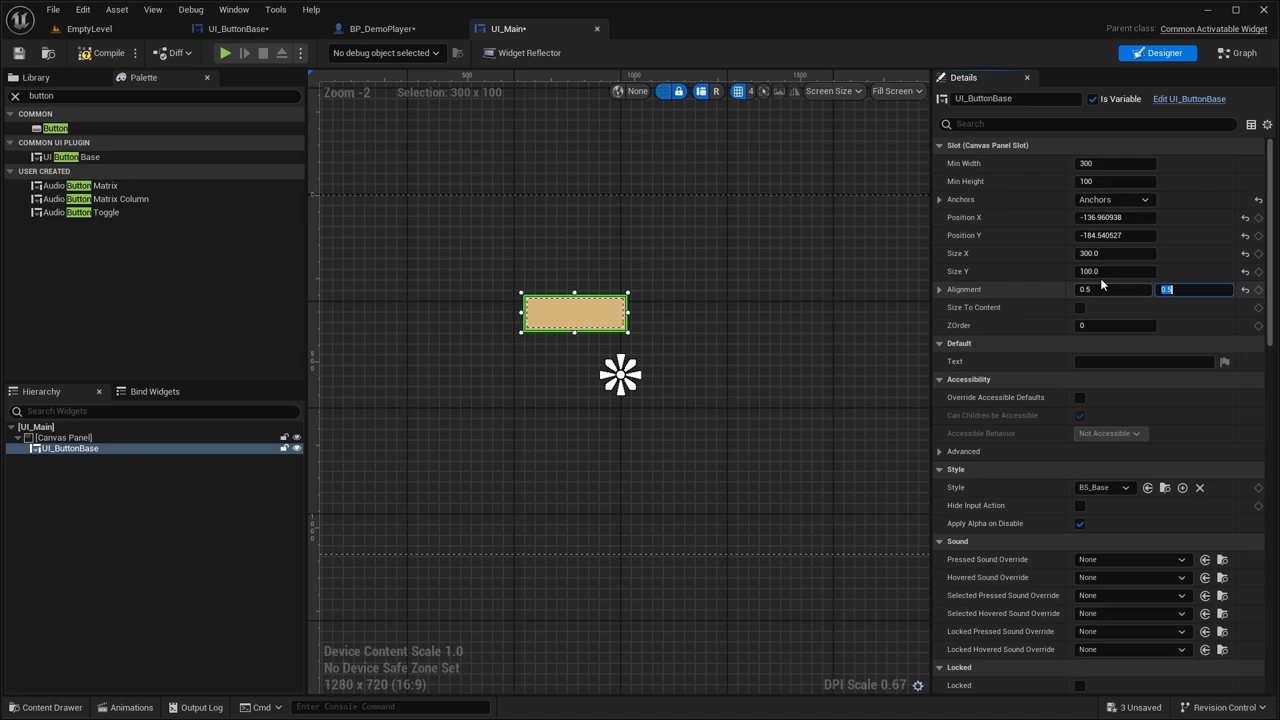 File Edit Asset View Debug Window Tools Help
EmptyLevel UI_ButtonBase* BP_DemoPlayer* UI_Main*
Parent class: Common Activatable Widget
Compile Diff No debug object selected Widget Reflector Designer Graph
Library Palette
button
COMMON
Button
COMMON UI PLUGIN
UI Button Base
USER CREATED
Audio Button Matrix
Audio Button Matrix Column
Audio Button Toggle
Hierarchy Bind Widgets
Search Widgets
[UI_Main]
[Canvas Panel]
UI_ButtonBase
500 1000 1500
Zoom -2 Selection: 300 x 100 None R 4 Screen Size Fill Screen
0
500
1000
Device Content Scale 1.0
No Device Safe Zone Set
1280 x 720 (16:9) DPI Scale 0.67
Details
UI_ButtonBase Is Variable Edit UI_ButtonBase
Search
Slot (Canvas Panel Slot)
Min Width 300
Min Height 100
Anchors Anchors
Position X -136.960938
Position Y -184.540527
Size X 300.0
Size Y 100.0
Alignment 0.5 0.5
Size To Content
ZOrder 0
Default
Text
Accessibility
Override Accessible Defaults
Can Children be Accessible
Accessible Behavior Not Accessible
Advanced
Style
Style BS_Base
Hide Input Action
Apply Alpha on Disable
Sound
Pressed Sound Override None
Hovered Sound Override None
Selected Pressed Sound Override None
Selected Hovered Sound Override None
Locked Pressed Sound Override None
Locked Hovered Sound Override None
Locked
Locked
Content Drawer Animations Output Log Cmd Enter Console Command 3 Unsaved Revision Control